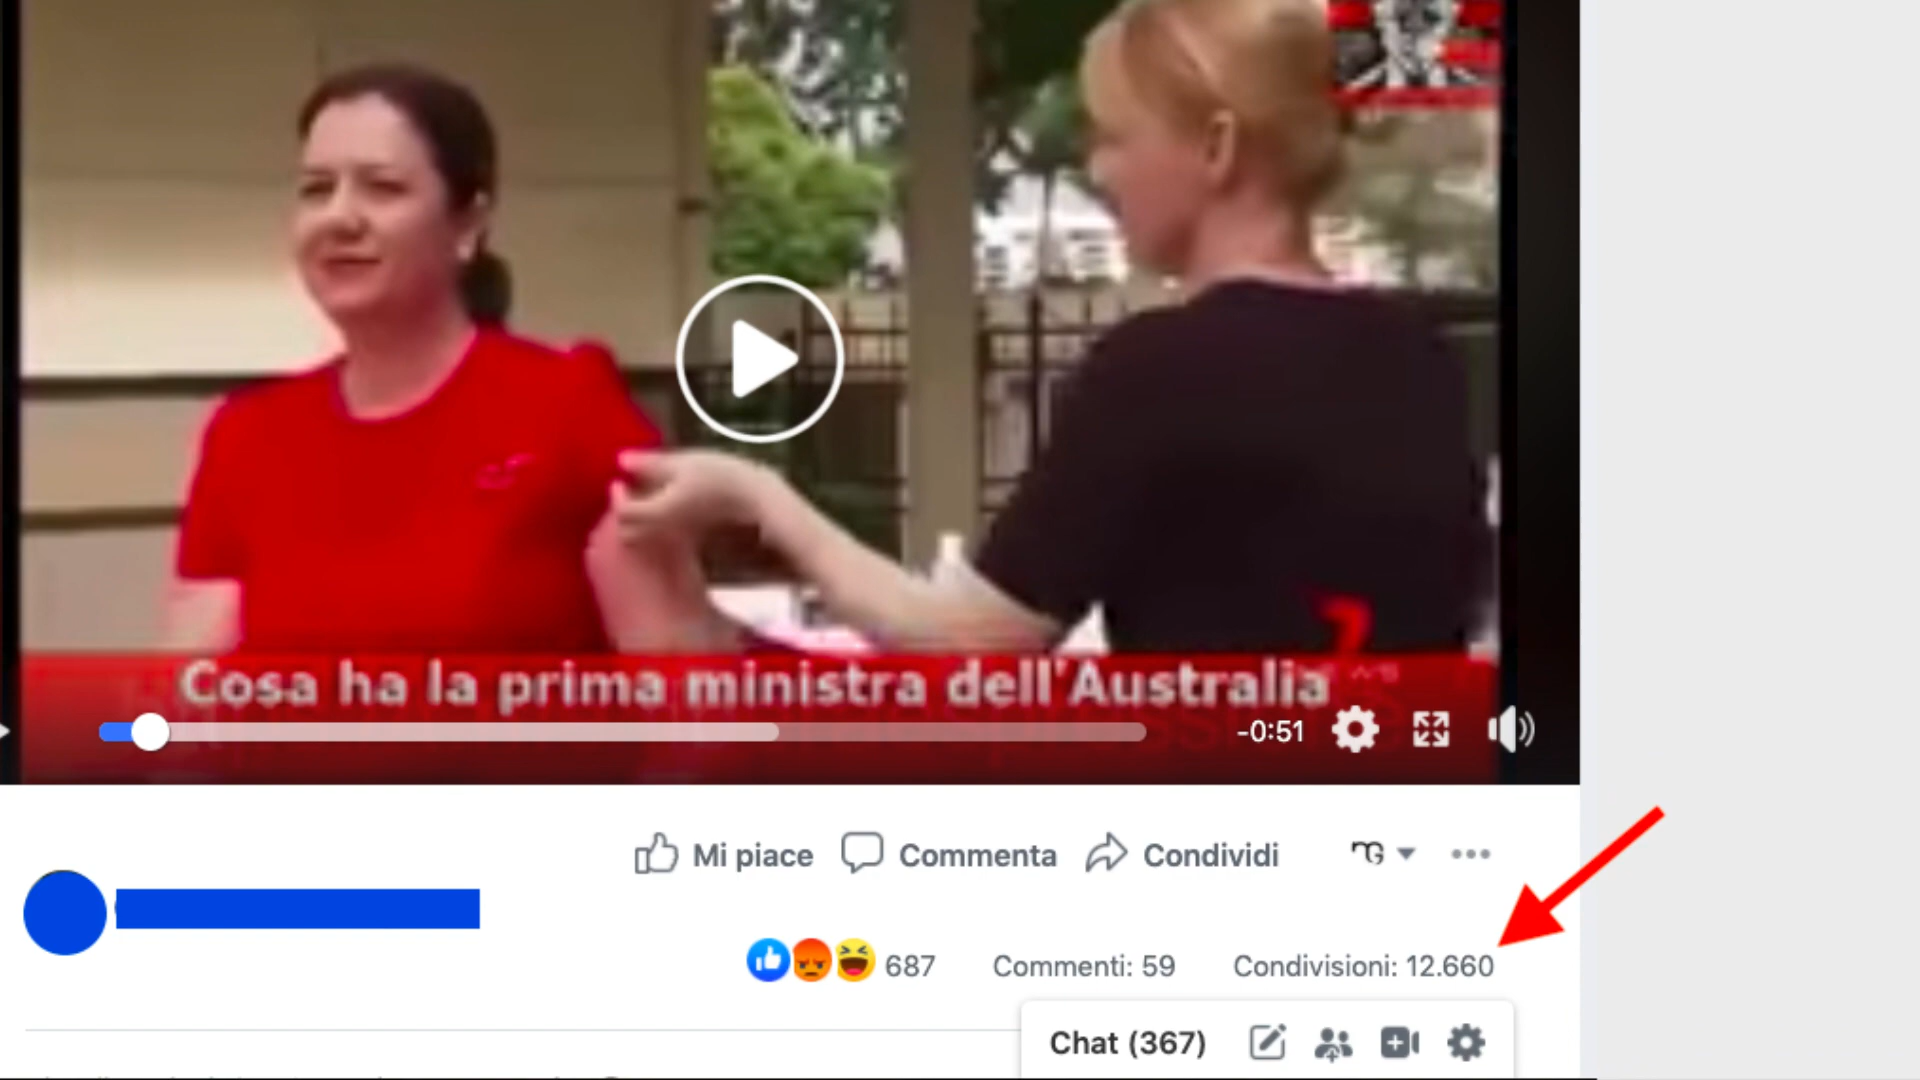 Cosa ha la prima ministra dell'Australia
-0:51
Mi piace Commenta Condividi
687 Commenti: 59 Condivisioni: 12.660
Chat (367)